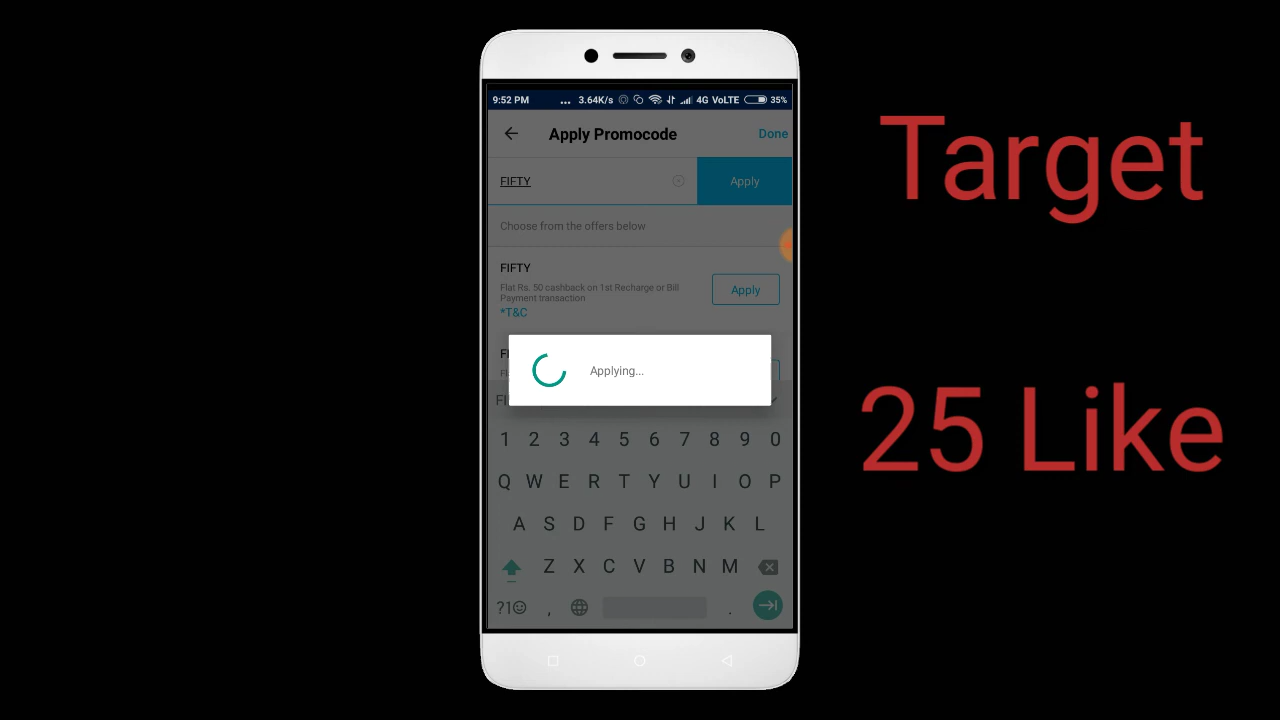 9:52 PM ... 3.64K/s 4G VoLTE 35%
Apply Promocode Done
FIFTY Apply
Choose from the offers below
FIFTY
Flat Rs. 50 cashback on 1st Recharge or Bill
Payment transaction
Apply
*T&C
Applying...
1 2 3 4 5 6 7 8 9 0
Q W E R T Y U I O P
A S D F G H J K L
Z X C V B N M
?1☺ , .
Target
25 Like